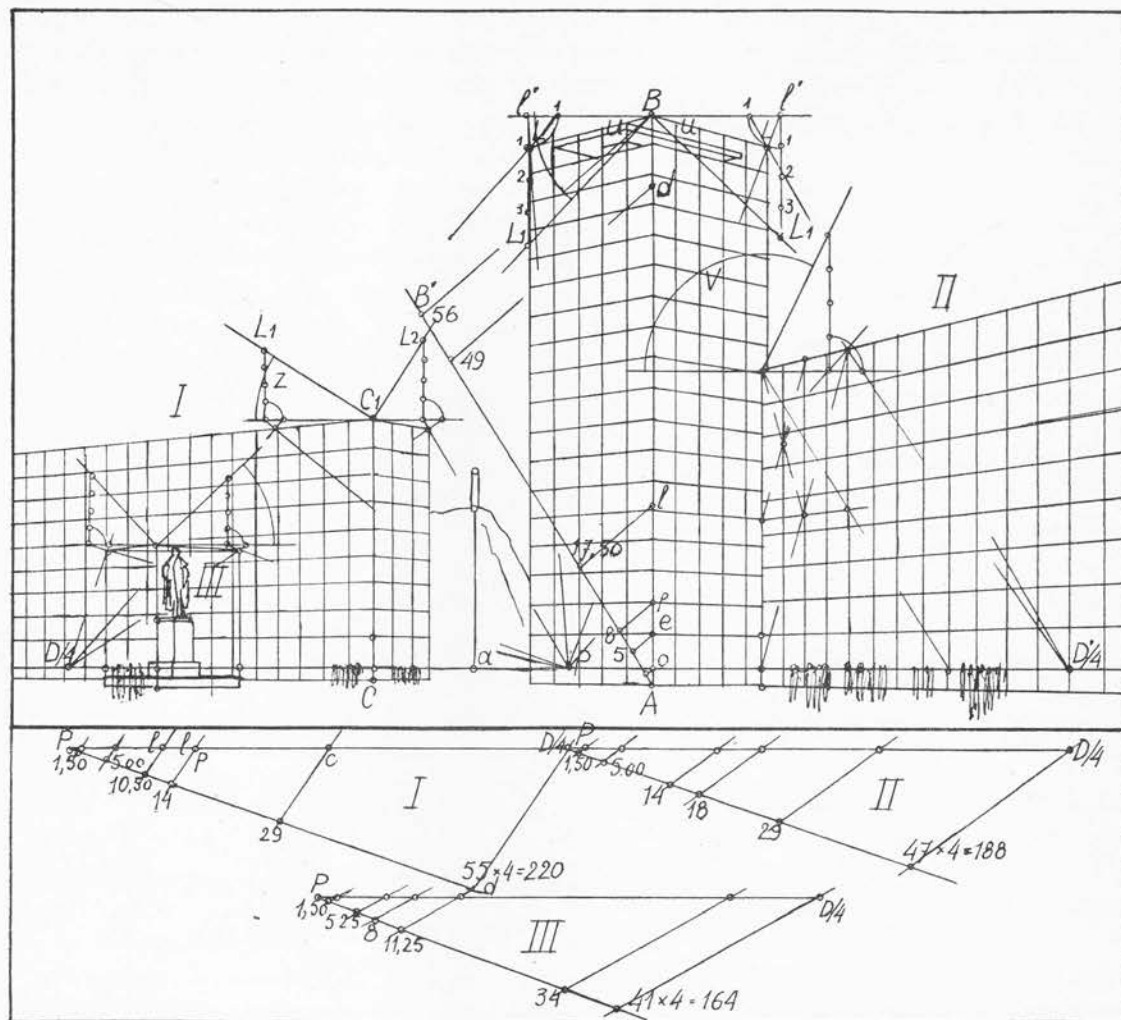 l' 1 B 1 l'
1 u u 1
2 2
3 d 3
L1 L1
B' V II
56
L1 L2
49
Z
I C1
l
17,50
III
f
8 e
D/4 a 5 o D'/4
C A
P l l D/4 P D/4
1,50 5.00 P C 1,50 5.00
10,50 I II
14 14
18
29 29
55×4=220 47×4=188
P D/4
1,50 5 25
8 III
11,25
34 41×4=164